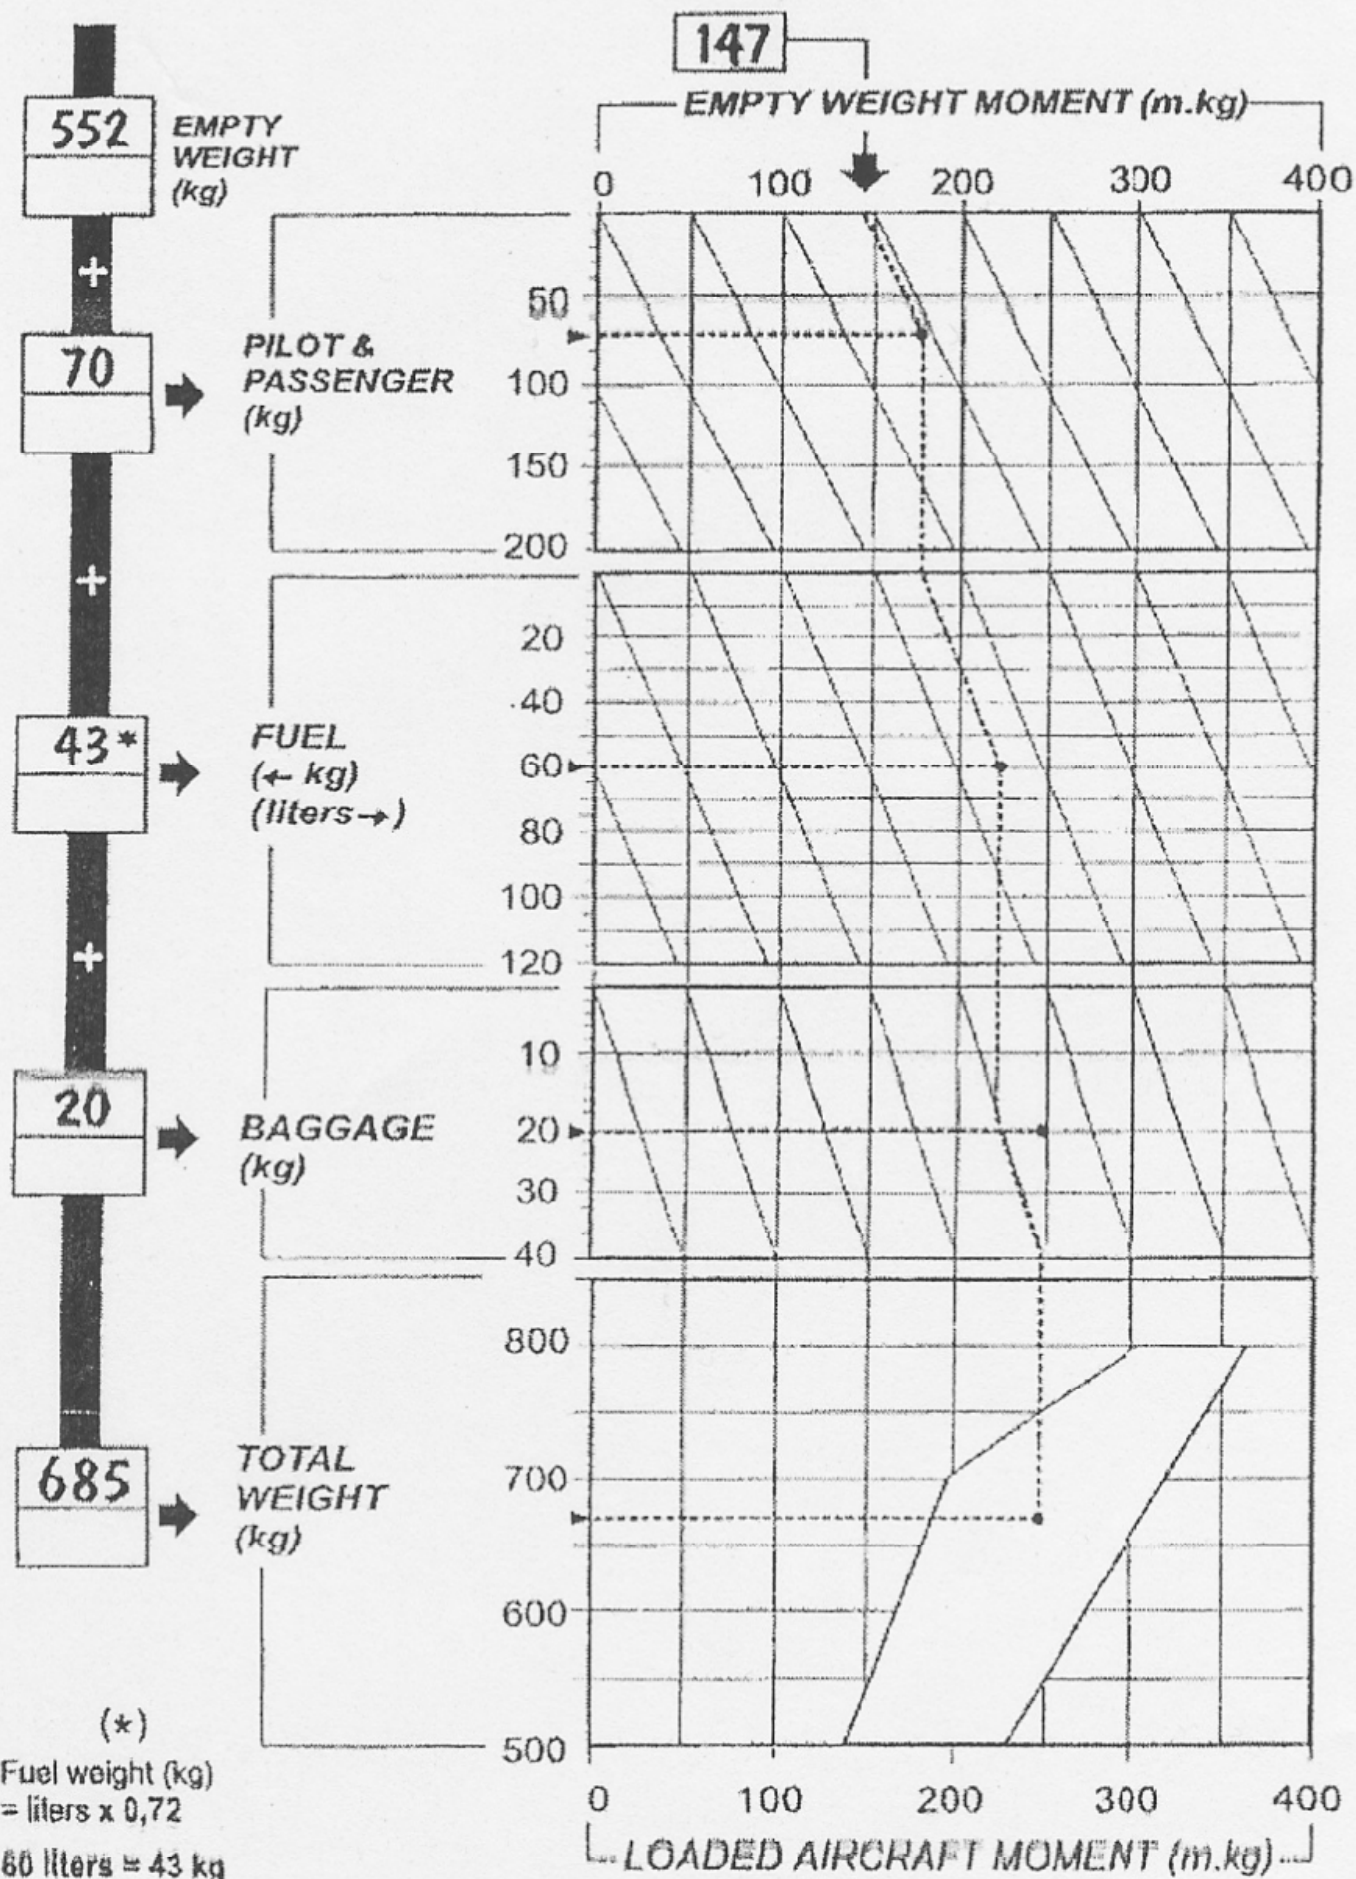 147
EMPTY WEIGHT MOMENT (m.kg)
552
EMPTY
WEIGHT
(kg)
0 100 200 300 400
+
50
70
PILOT &
PASSENGER
(kg)
100
150
200
+
20
40
43*
FUEL
(← kg)
(liters→)
60
80
100
120
+
10
20
BAGGAGE
(kg)
20
30
40
800
685
TOTAL
WEIGHT
(kg)
700
600
500
(*)
Fuel weight (kg)
= liters x 0,72
60 liters = 43 kg
0 100 200 300 400
LOADED AIRCRAFT MOMENT (m.kg)